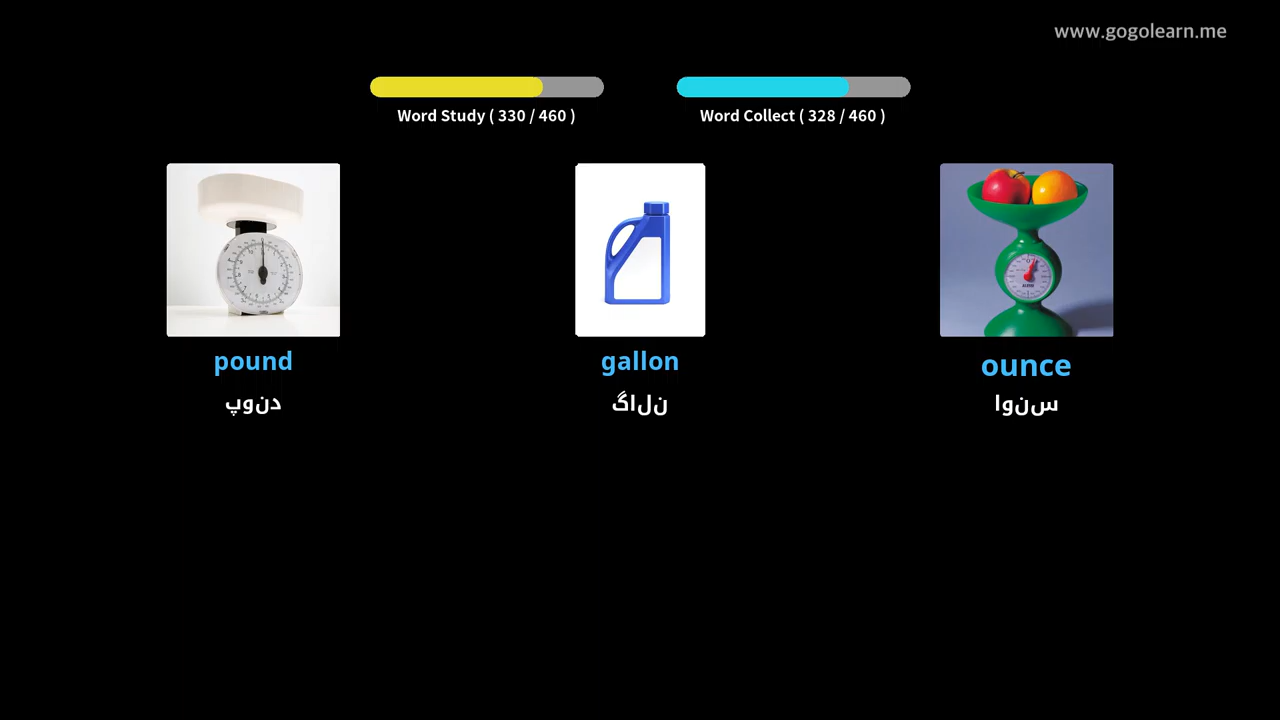 www.gogolearn.me
Word Study ( 330 / 460 )
Word Collect ( 328 / 460 )
pound
gallon
ounce
دنوپ
نلاگ
سنوا